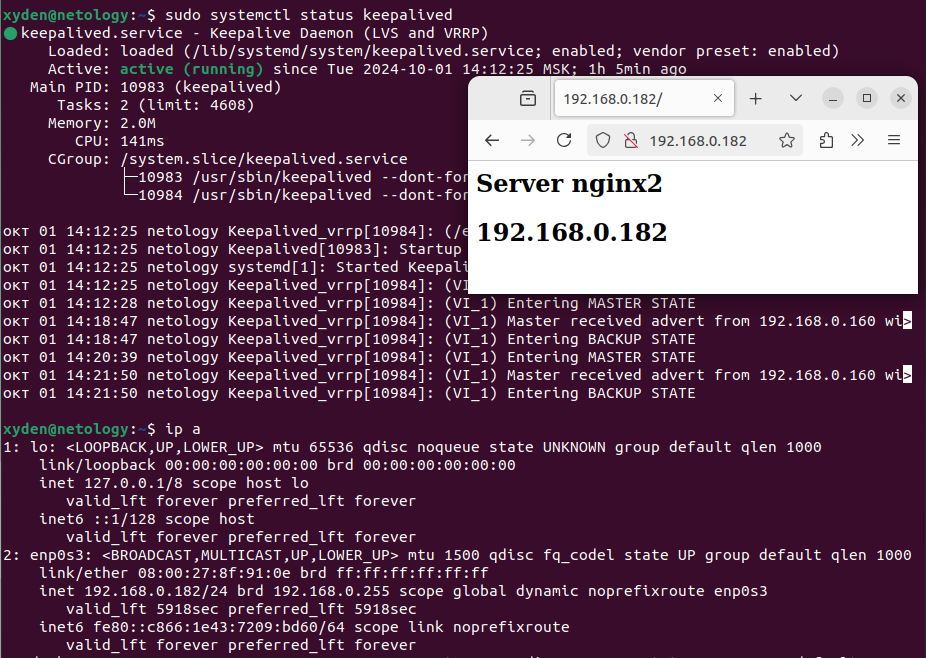 xyden@netology:~$ sudo systemctl status keepalived
keepalived.service - Keepalive Daemon (LVS and VRRP)
Loaded: loaded (/lib/systemd/system/keepalived.service; enabled; vendor preset: enabled)
Active: active (running) since Tue 2024-10-01 14:12:25 MSK; 1h 5min ago
Main PID: 10983 (keepalived)
Tasks: 2 (limit: 4608)
Memory: 2.0M
CPU: 141ms
CGroup: /system.slice/keepalived.service
├─10983 /usr/sbin/keepalived --dont-for
└─10984 /usr/sbin/keepalived --dont-for
окт 01 14:12:25 netology Keepalived_vrrp[10984]: (/e
окт 01 14:12:25 netology Keepalived[10983]: Startup
окт 01 14:12:25 netology systemd[1]: Started Keepali
окт 01 14:12:25 netology Keepalived_vrrp[10984]: (VI
окт 01 14:12:28 netology Keepalived_vrrp[10984]: (VI_1) Entering MASTER STATE
окт 01 14:18:47 netology Keepalived_vrrp[10984]: (VI_1) Master received advert from 192.168.0.160 wi>
окт 01 14:18:47 netology Keepalived_vrrp[10984]: (VI_1) Entering BACKUP STATE
окт 01 14:20:39 netology Keepalived_vrrp[10984]: (VI_1) Entering MASTER STATE
окт 01 14:21:50 netology Keepalived_vrrp[10984]: (VI_1) Master received advert from 192.168.0.160 wi>
окт 01 14:21:50 netology Keepalived_vrrp[10984]: (VI_1) Entering BACKUP STATE
xyden@netology:~$ ip a
1: lo: <LOOPBACK,UP,LOWER_UP> mtu 65536 qdisc noqueue state UNKNOWN group default qlen 1000
link/loopback 00:00:00:00:00:00 brd 00:00:00:00:00:00
inet 127.0.0.1/8 scope host lo
valid_lft forever preferred_lft forever
inet6 ::1/128 scope host
valid_lft forever preferred_lft forever
2: enp0s3: <BROADCAST,MULTICAST,UP,LOWER_UP> mtu 1500 qdisc fq_codel state UP group default qlen 1000
link/ether 08:00:27:8f:91:0e brd ff:ff:ff:ff:ff:ff
inet 192.168.0.182/24 brd 192.168.0.255 scope global dynamic noprefixroute enp0s3
valid_lft 5918sec preferred_lft 5918sec
inet6 fe80::c866:1e43:7209:bd60/64 scope link noprefixroute
valid_lft forever preferred_lft forever
192.168.0.182/
192.168.0.182
Server nginx2
192.168.0.182